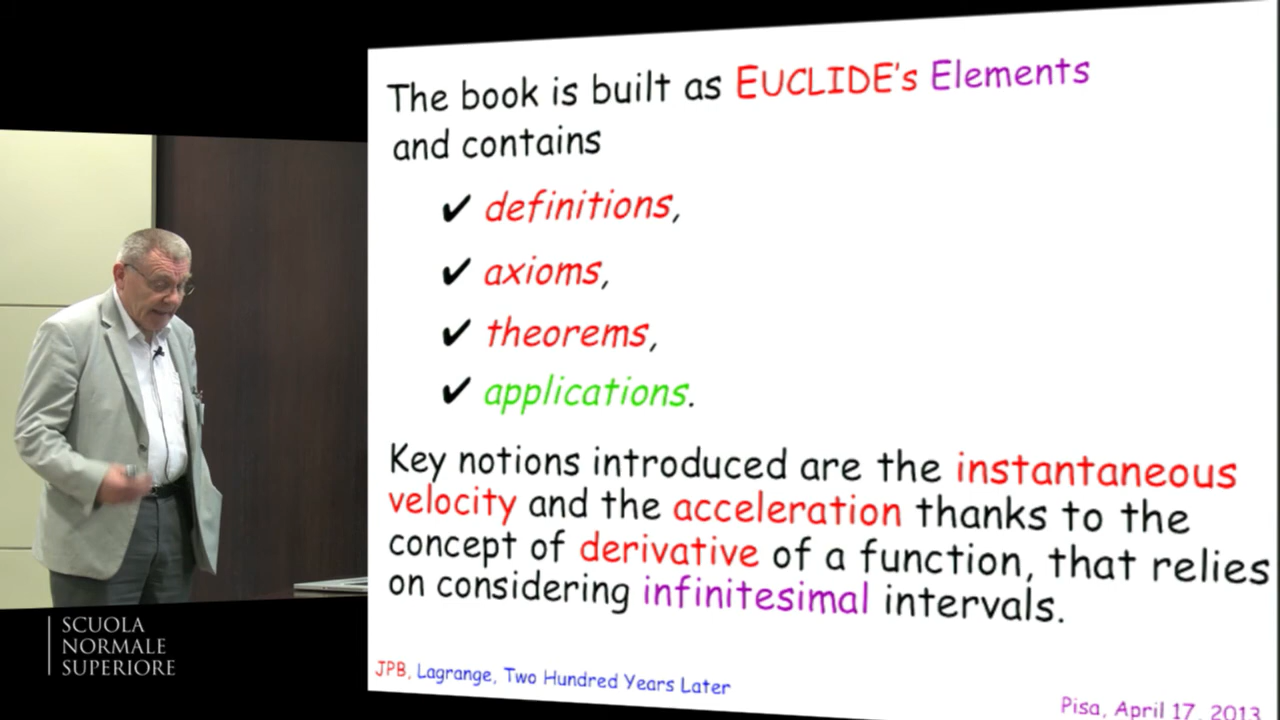 The book is built as EUCLIDE's Elements
and contains
✔ definitions,
✔ axioms,
✔ theorems,
✔ applications.
Key notions introduced are the instantaneous
velocity and the acceleration thanks to the
concept of derivative of a function, that relies
on considering infinitesimal intervals.
JPB, Lagrange, Two Hundred Years Later
Pisa, April 17, 2013
SCUOLA
NORMALE
SUPERIORE